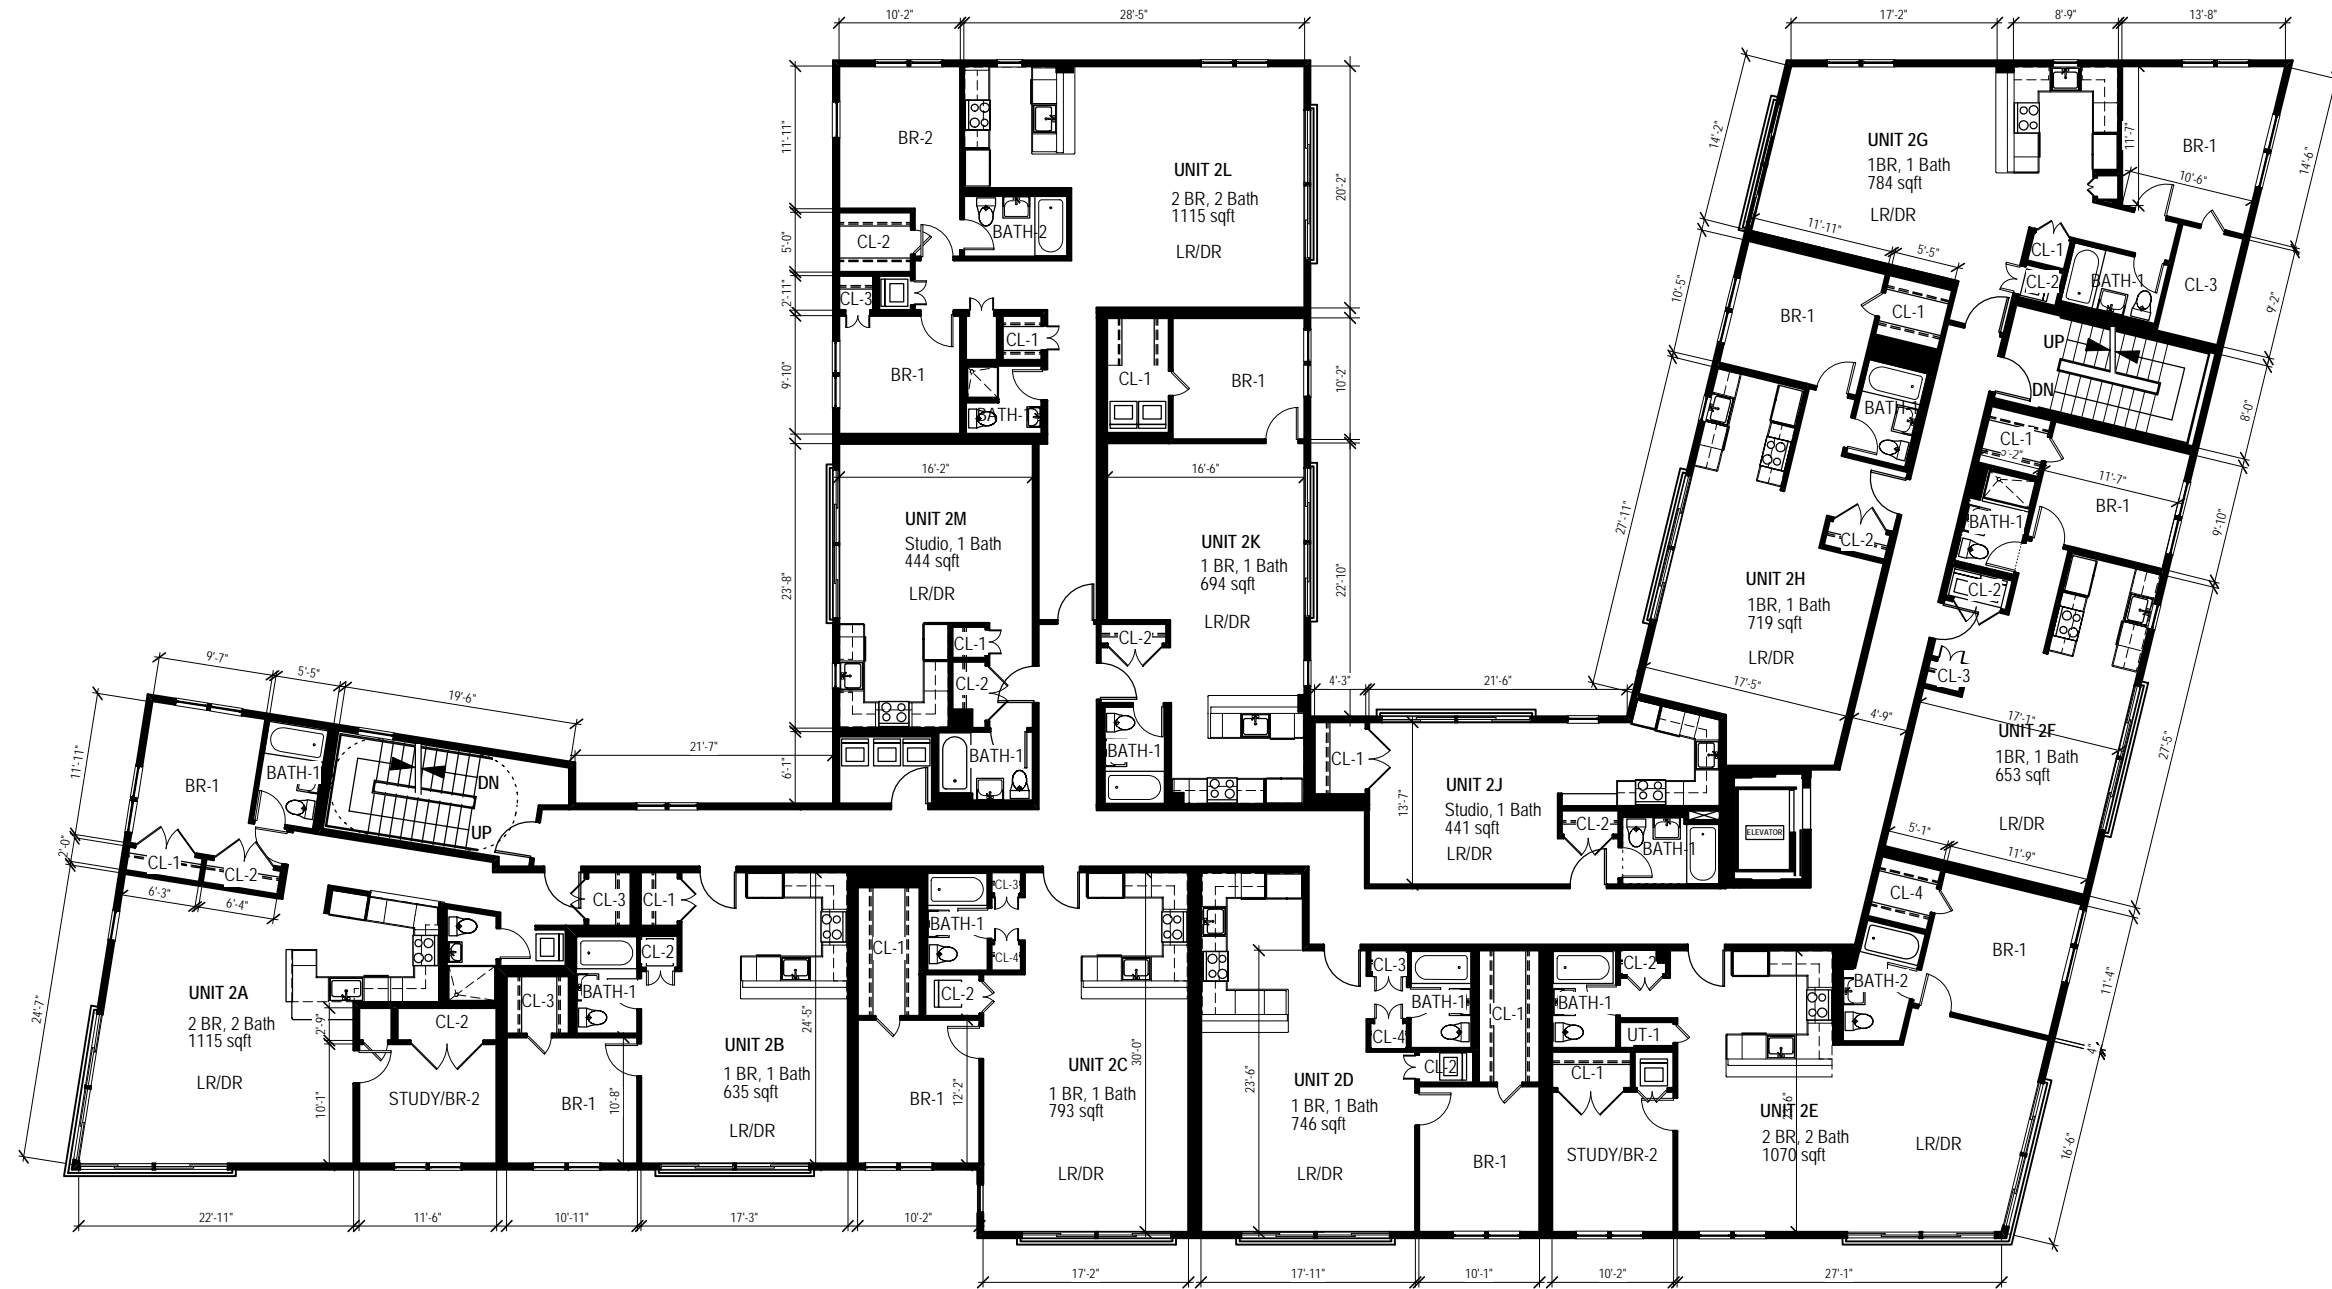 10'-2"
28'-5"
17'-2"
8'-9"
13'-8"
11'-11"
5'-0"
2'-11"
9'-10"
23'-8"
6'-1"
20'-2"
10'-2"
22'-10"
BR-2
UNIT 2L
2 BR, 2 Bath
1115 sqft
LR/DR
BATH-2
CL-2
CL-3
CL-1
BR-1
BATH-1
CL-1
BR-1
16'-2"
16'-6"
UNIT 2M
Studio, 1 Bath
444 sqft
LR/DR
CL-1
CL-2
BATH-1
UNIT 2K
1 BR, 1 Bath
694 sqft
LR/DR
CL-2
BATH-1
14'-2"
10'-5"
27'-11"
UNIT 2G
1BR, 1 Bath
784 sqft
LR/DR
11'-7"
BR-1
10'-6"
14'-6"
9'-2"
8'-0"
9'-10"
27'-5"
11'-4"
4"
16'-6"
11'-11"
5'-5"
CL-1
CL-2
BATH-1
CL-3
BR-1
CL-1
UP
DN
BATH-1
CL-1
11'-7"
BR-1
BATH-1
CL-2
UNIT 2H
1BR, 1 Bath
719 sqft
LR/DR
17'-5"
CL-2
CL-3
4'-9"
17'-1"
UNIT 2F
1BR, 1 Bath
653 sqft
LR/DR
5'-1"
11'-9"
4'-3"
21'-6"
CL-1
13'-7"
UNIT 2J
Studio, 1 Bath
441 sqft
LR/DR
CL-2
BATH-1
ELEVATOR
9'-7"
5'-5"
19'-6"
21'-7"
11'-11"
2'-0"
24'-7"
BR-1
BATH-1
DN
UP
CL-1
CL-2
6'-3"
6'-4"
UNIT 2A
2 BR, 2 Bath
1115 sqft
LR/DR
2'-9"
10'-1"
CL-2
STUDY/BR-2
CL-3
CL-1
CL-2
CL-3
BATH-1
BR-1
10'-8"
UNIT 2B
1 BR, 1 Bath
635 sqft
LR/DR
24'-5"
CL-1
BATH-1
CL-3
CL-4
CL-2
BR-1
12'-2"
UNIT 2C
1 BR, 1 Bath
793 sqft
LR/DR
30'-0"
23'-6"
UNIT 2D
1 BR, 1 Bath
746 sqft
LR/DR
CL-3
CL-4
BATH-1
CL-2
CL-1
BR-1
BATH-1
CL-2
UT-1
CL-1
STUDY/BR-2
UNIT 2E
2 BR, 2 Bath
1070 sqft
LR/DR
CL-4
BR-1
BATH-2
22'-11"
11'-6"
10'-11"
17'-3"
10'-2"
17'-2"
17'-11"
10'-1"
10'-2"
27'-1"